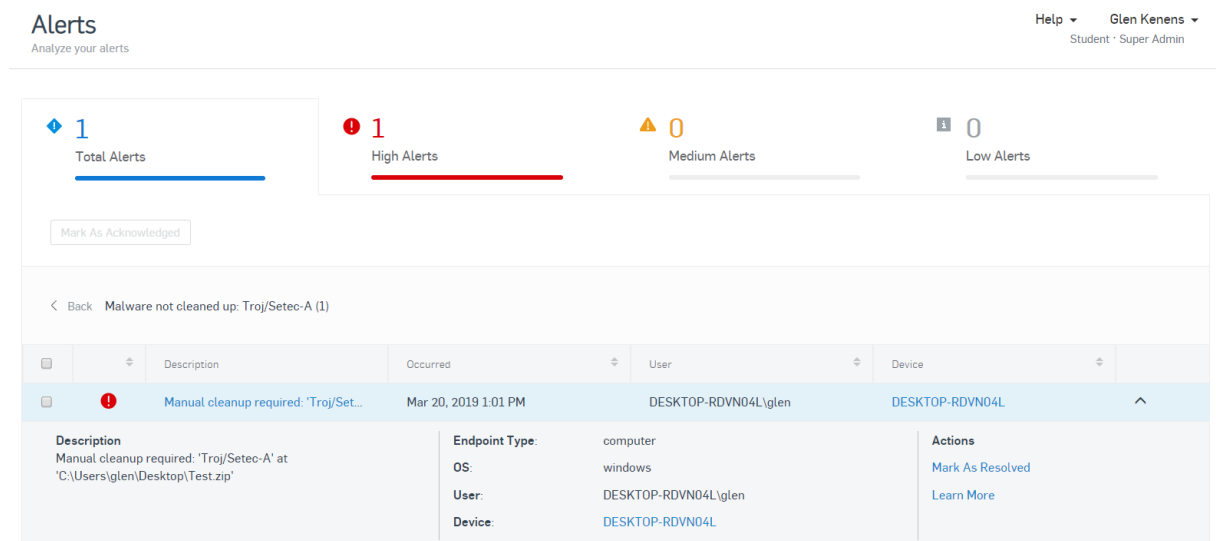 Alerts
Analyze your alerts
Help
Glen Kenens
Student · Super Admin
1
Total Alerts
1
High Alerts
0
Medium Alerts
0
Low Alerts
Mark As Acknowledged
Back Malware not cleaned up: Troj/Setec-A (1)
Description Occurred User Device
Manual cleanup required: 'Troj/Set... Mar 20, 2019 1:01 PM DESKTOP-RDVN04L\glen DESKTOP-RDVN04L
Description
Manual cleanup required: 'Troj/Setec-A' at
'C:\Users\glen\Desktop\Test.zip'
Endpoint Type: computer
OS: windows
User: DESKTOP-RDVN04L\glen
Device: DESKTOP-RDVN04L
Actions
Mark As Resolved
Learn More